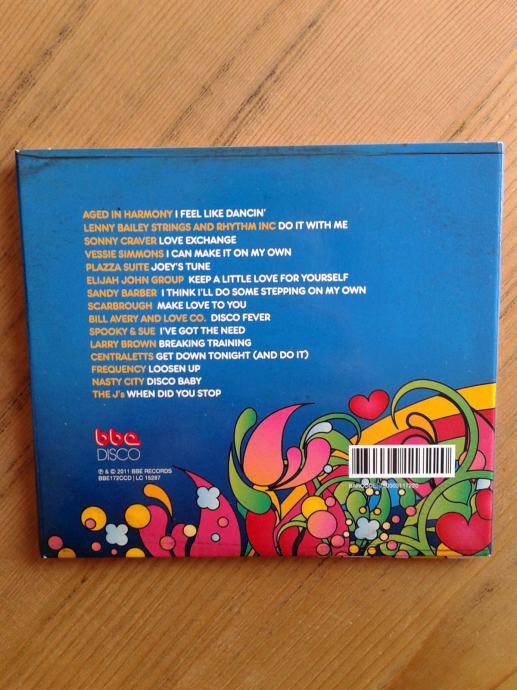 AGED IN HARMONY I FEEL LIKE DANCIN'
LENNY BAILEY STRINGS AND RHYTHM INC DO IT WITH ME
SONNY CRAVER LOVE EXCHANGE
VESSIE SIMMONS I CAN MAKE IT ON MY OWN
PLAZZA SUITE JOEY'S TUNE
ELIJAH JOHN GROUP KEEP A LITTLE LOVE FOR YOURSELF
SANDY BARBER I THINK I'LL DO SOME STEPPING ON MY OWN
SCARBROUGH MAKE LOVE TO YOU
BILL AVERY AND LOVE CO. DISCO FEVER
SPOOKY & SUE I'VE GOT THE NEED
LARRY BROWN BREAKING TRAINING
CENTRALETTS GET DOWN TONIGHT (AND DO IT)
FREQUENCY LOOSEN UP
NASTY CITY DISCO BABY
THE J's WHEN DID YOU STOP
bbe
DISCO
℗ & © 2011 BBE RECORDS
BBE172CCD | LC 15287
BARCODE: